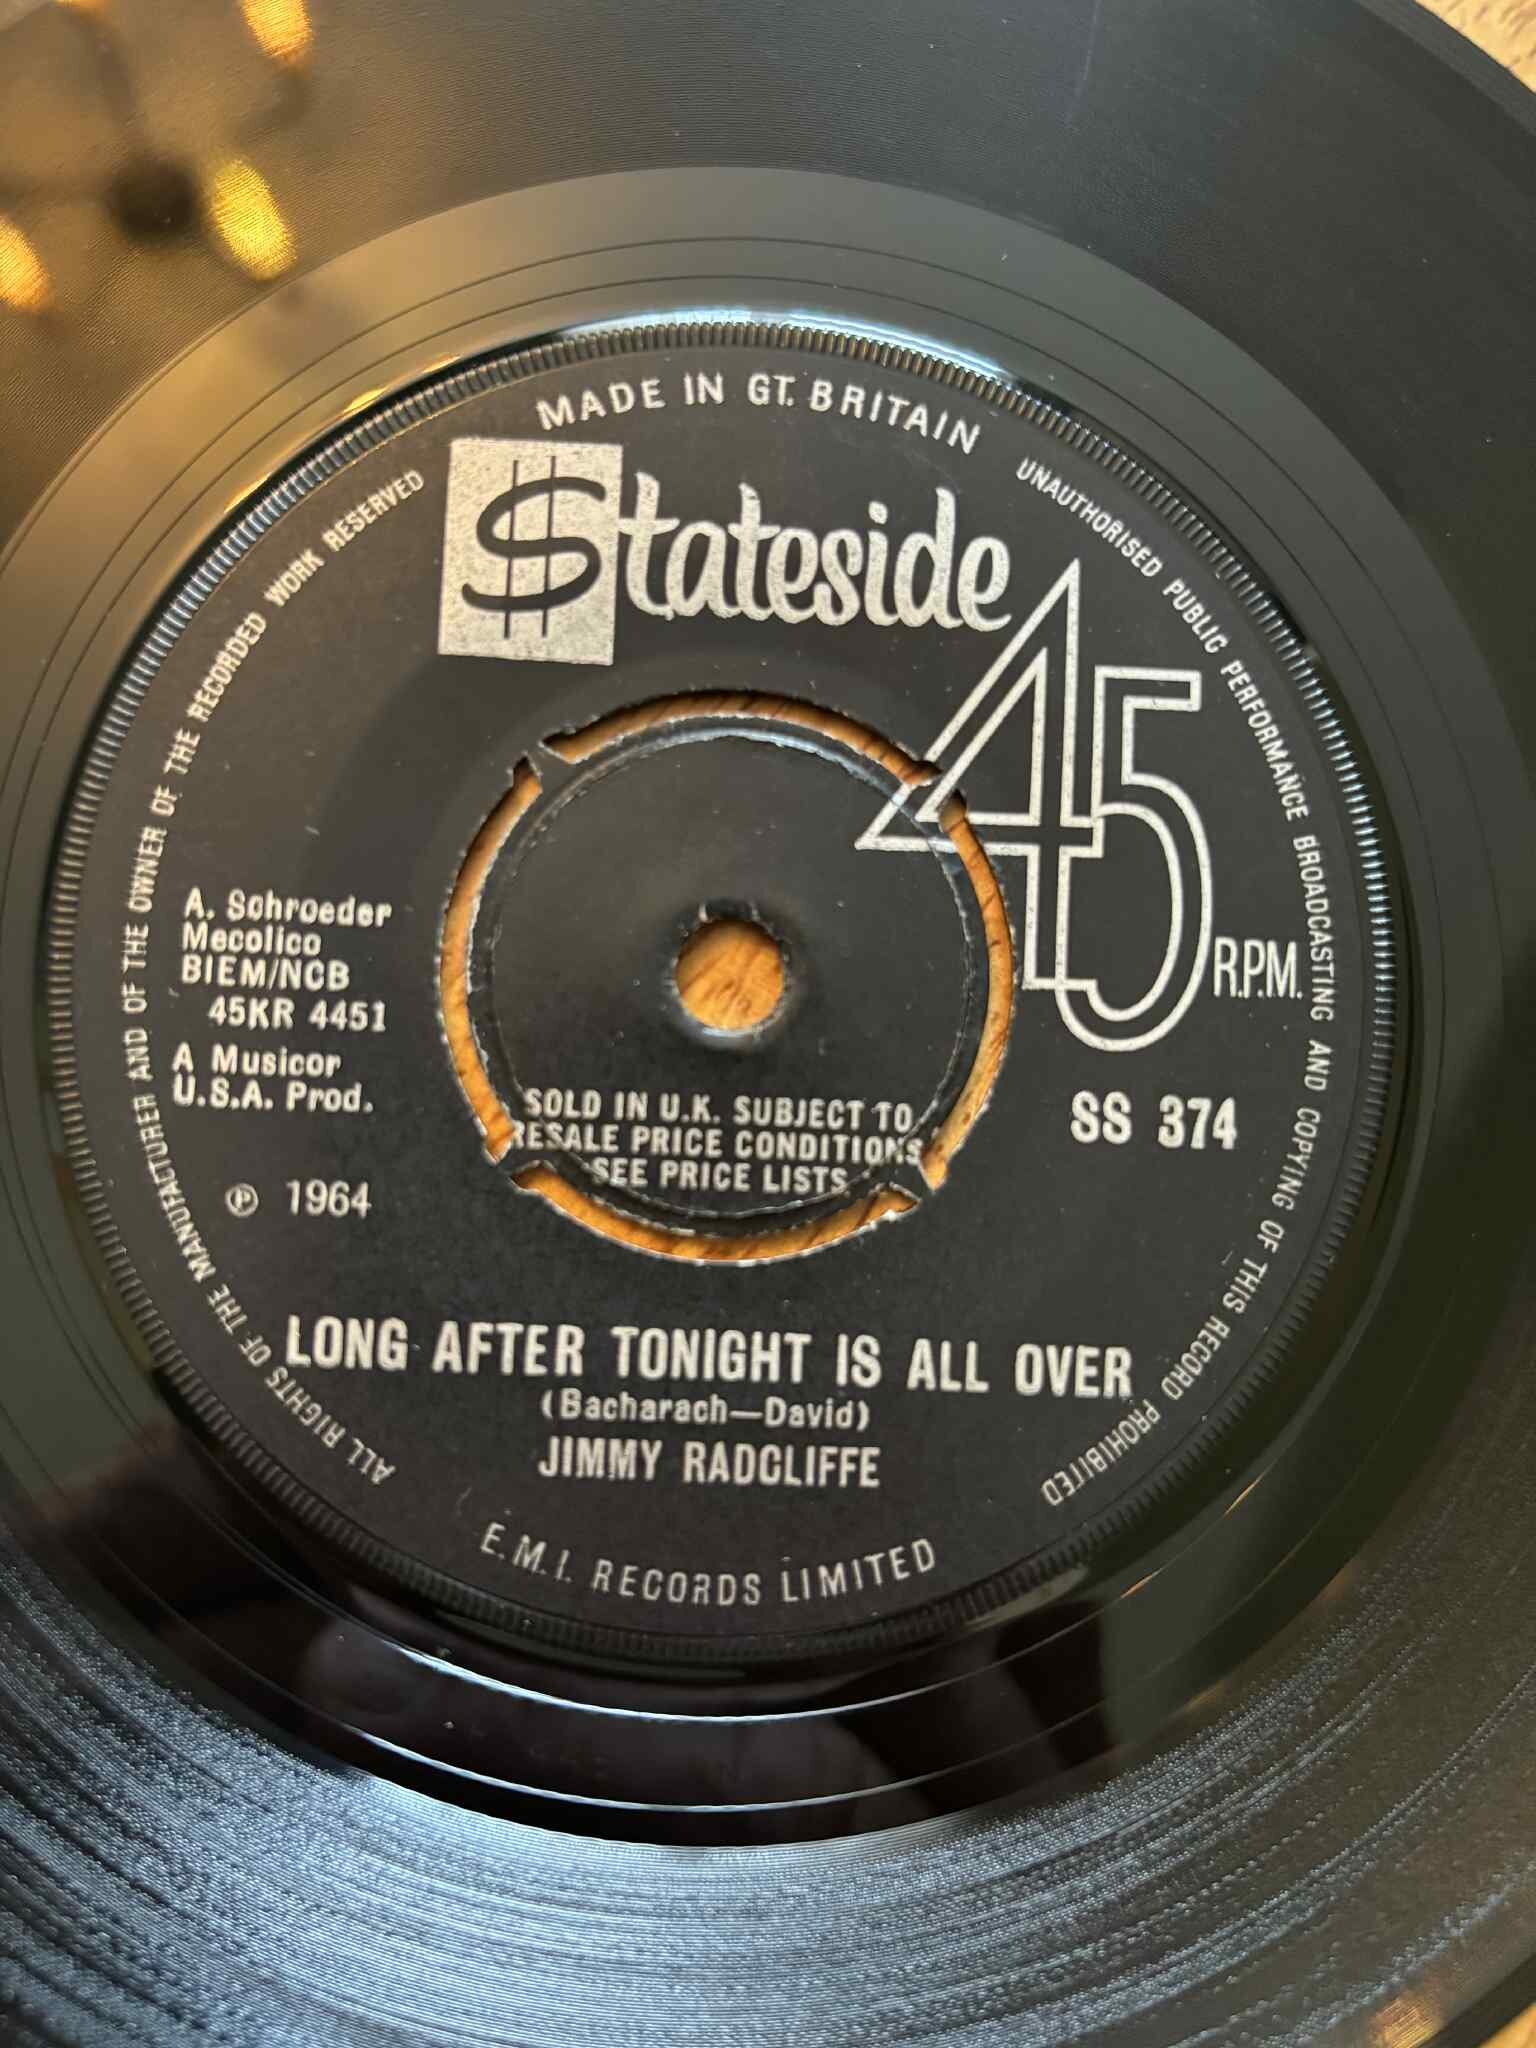 MADE IN GT. BRITAIN
$tateside
45 R.P.M.
A. Schroeder
Mecolico
BIEM/NCB
45KR 4451
A Musicor
U.S.A. Prod.
℗ 1964
SOLD IN U.K. SUBJECT TO
RESALE PRICE CONDITIONS
SEE PRICE LISTS
SS 374
LONG AFTER TONIGHT IS ALL OVER
(Bacharach—David)
JIMMY RADCLIFFE
E.M.I. RECORDS LIMITED
ALL RIGHTS OF THE MANUFACTURER AND OF THE OWNER OF THE RECORDED WORK RESERVED
UNAUTHORISED PUBLIC PERFORMANCE BROADCASTING AND COPYING OF THIS RECORD PROHIBITED